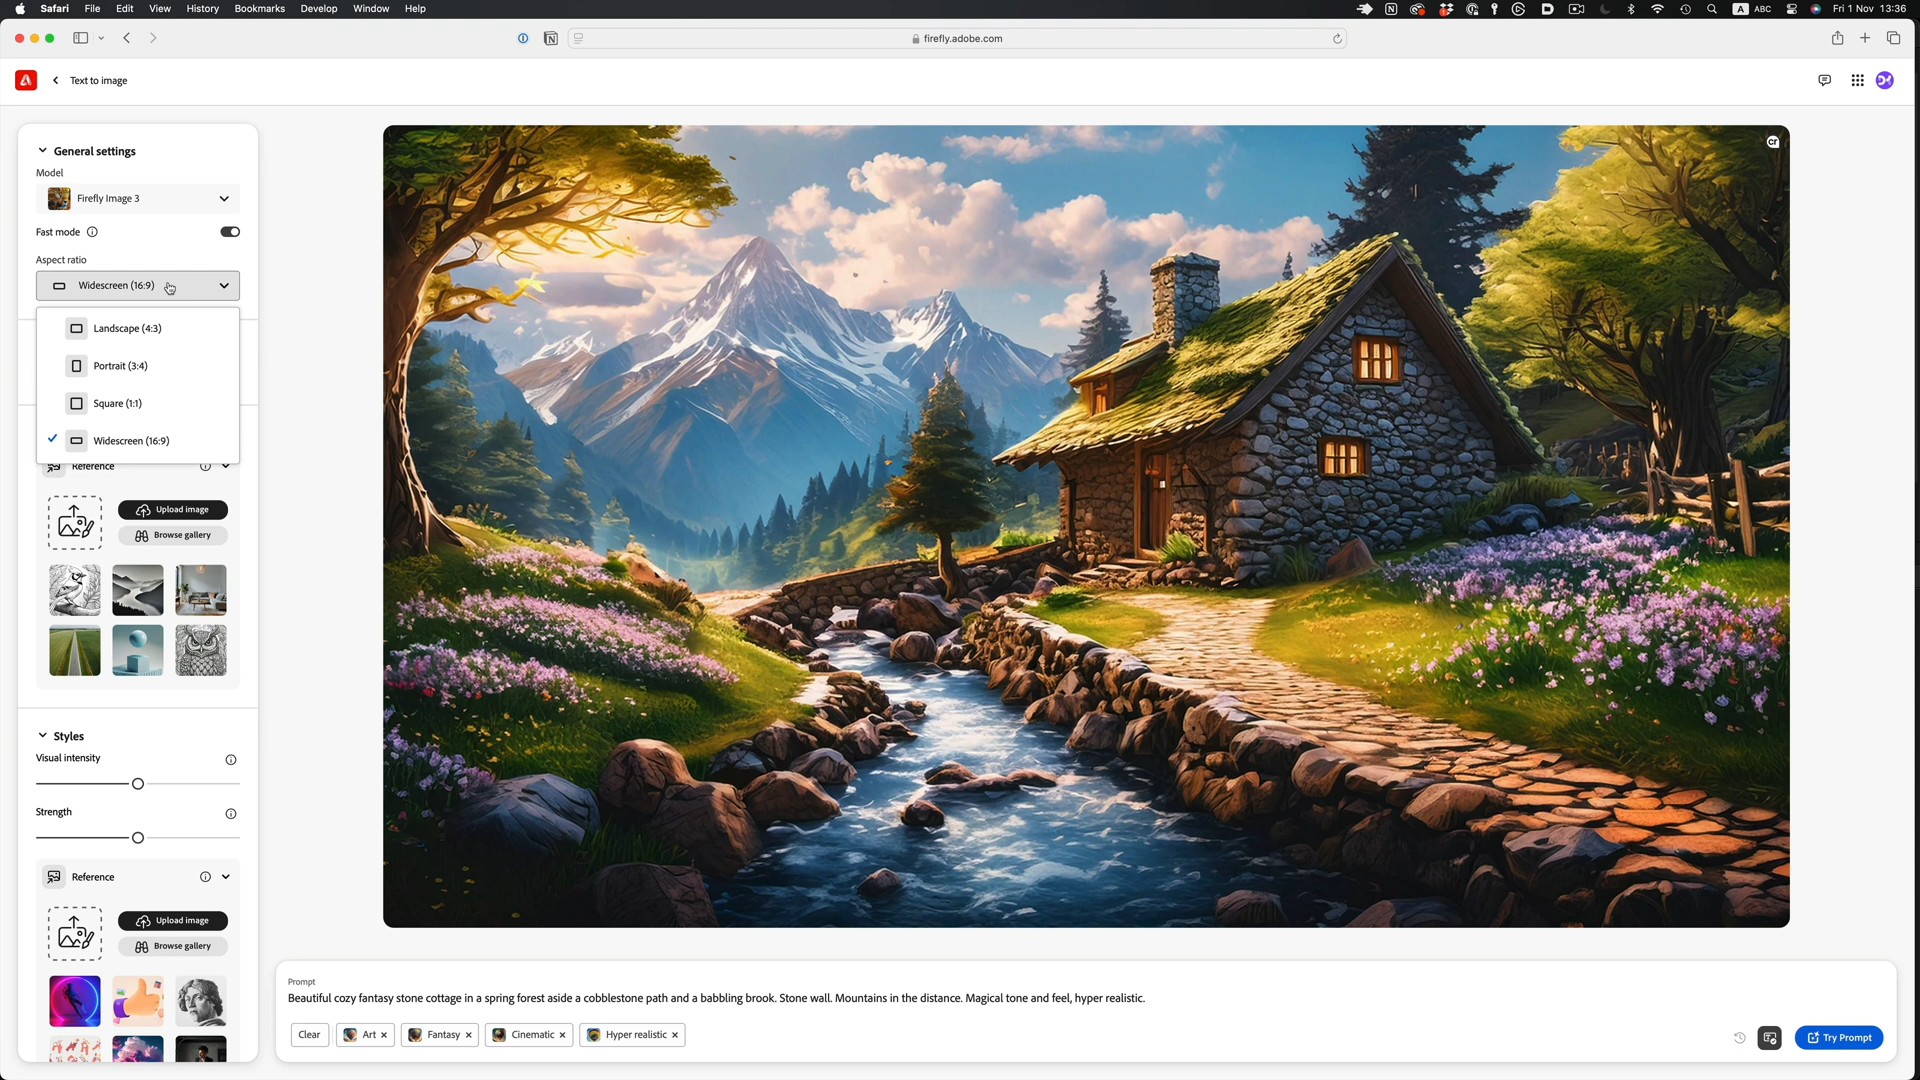 Safari File Edit View History Bookmarks Develop Window Help
A ABC Fri 1 Nov 13:36
firefly.adobe.com
Text to image
General settings
Model
Firefly Image 3
Fast mode
Aspect ratio
Widescreen (16:9)
Landscape (4:3)
Portrait (3:4)
Square (1:1)
Widescreen (16:9)
Reference
Upload image
Browse gallery
Styles
Visual intensity
Strength
Reference
Upload image
Browse gallery
cr
Prompt
Beautiful cozy fantasy stone cottage in a spring forest aside a cobblestone path and a babbling brook. Stone wall. Mountains in the distance. Magical tone and feel, hyper realistic.
Clear Art Fantasy Cinematic Hyper realistic
Try Prompt